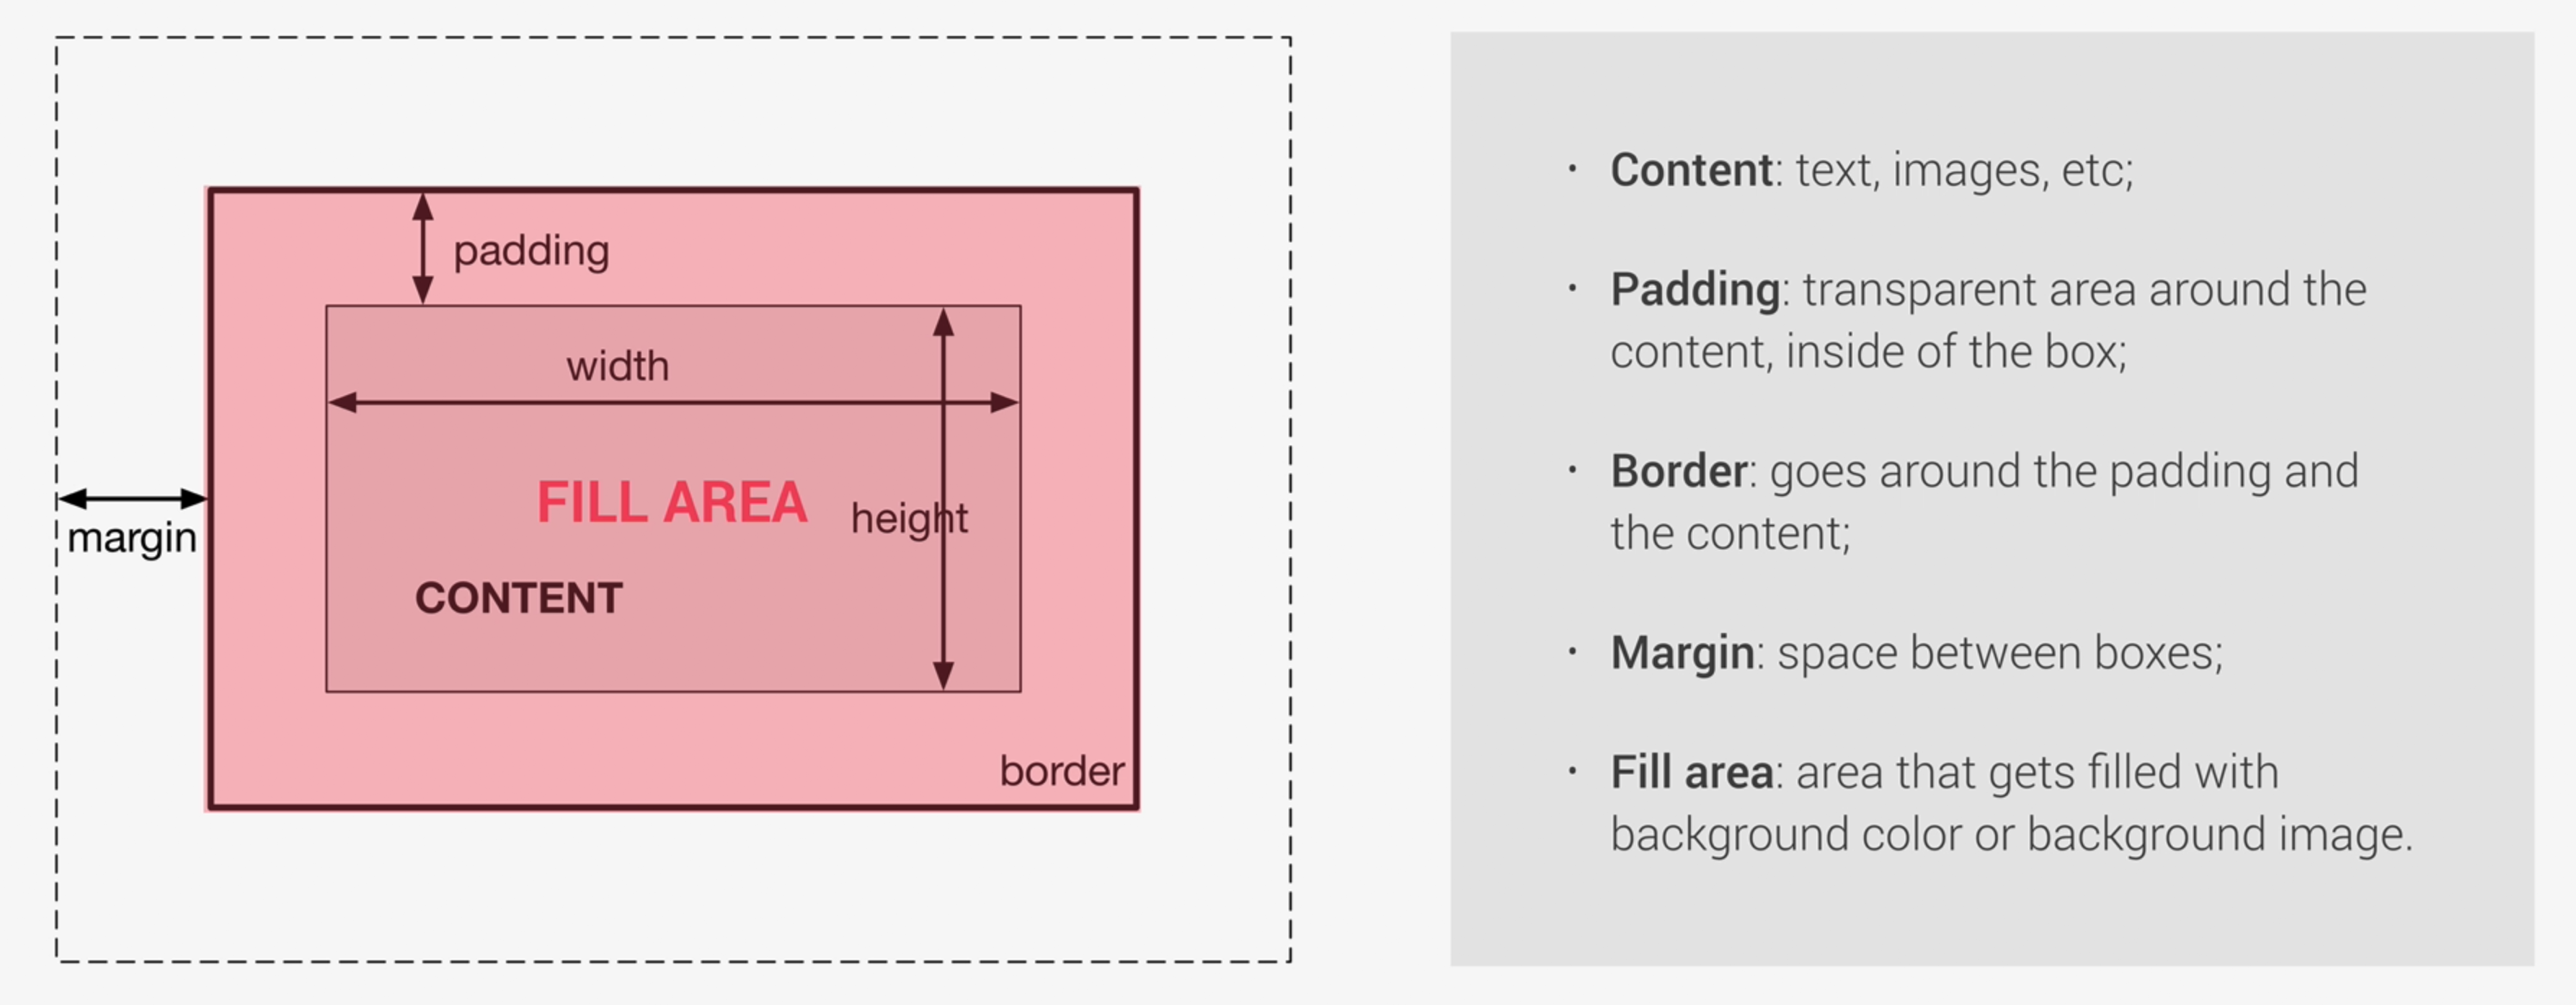 padding
width
FILL AREA
height
margin
CONTENT
border
• Content: text, images, etc;
• Padding: transparent area around the
content, inside of the box;
• Border: goes around the padding and
the content;
• Margin: space between boxes;
• Fill area: area that gets filled with
background color or background image.